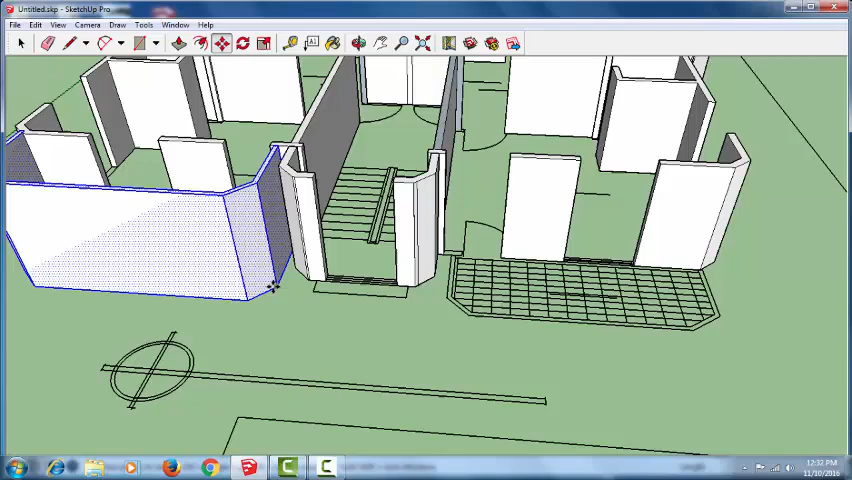 Untitled.skp - SketchUp Pro
File Edit View Camera Draw Tools Window Help
12:32 PM
11/10/2016